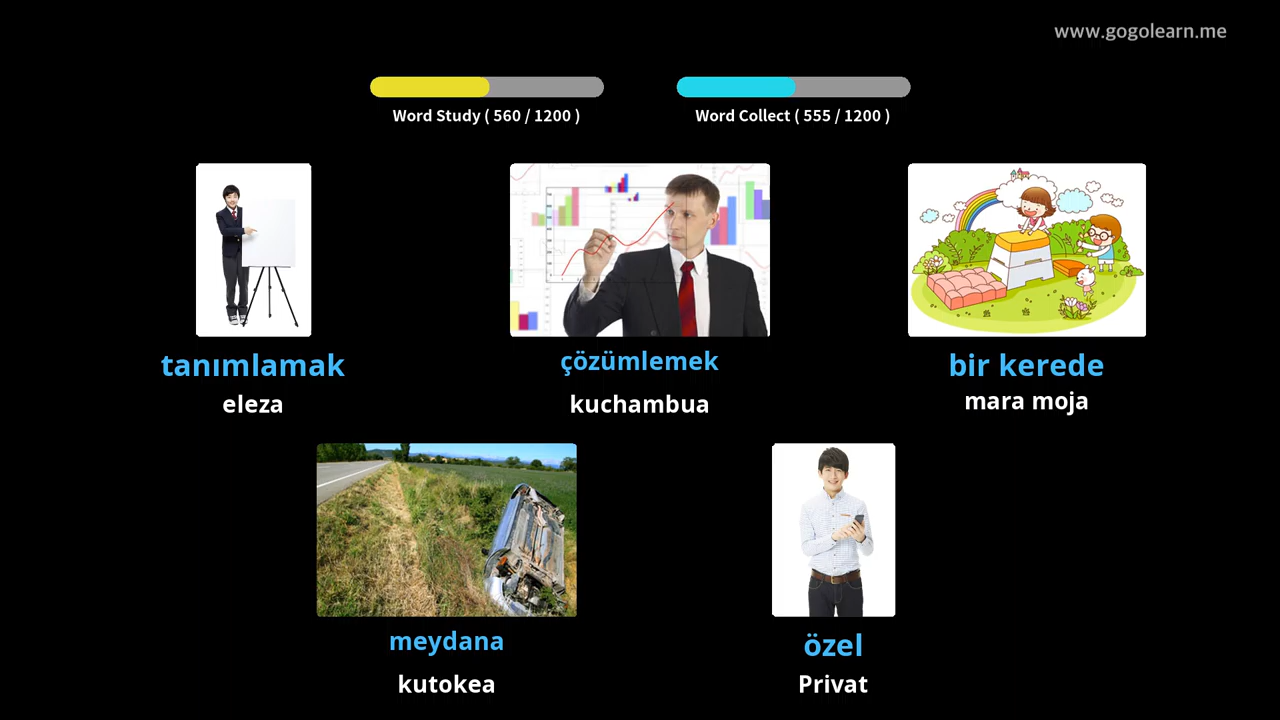 www.gogolearn.me
Word Study ( 560 / 1200 )
Word Collect ( 555 / 1200 )
tanımlamak
eleza
çözümlemek
kuchambua
bir kerede
mara moja
meydana
kutokea
özel
Privat